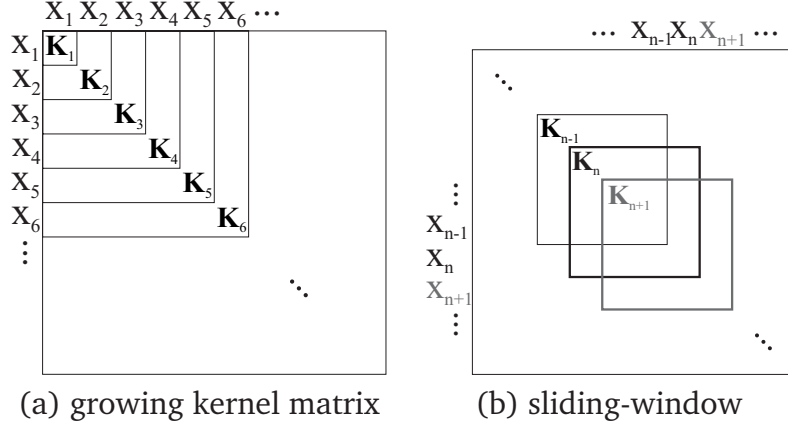 X₁ X₂ X₃ X₄ X₅ X₆ ...
X₁
X₂
X₃
X₄
X₅
X₆
...
K₁
K₂
K₃
K₄
K₅
K₆
...
(a) growing kernel matrix
... Xₙ₋₁ Xₙ Xₙ₊₁ ...
...
Kₙ₋₁
Kₙ
Kₙ₊₁
...
Xₙ₋₁
Xₙ
Xₙ₊₁
...
...
(b) sliding-window